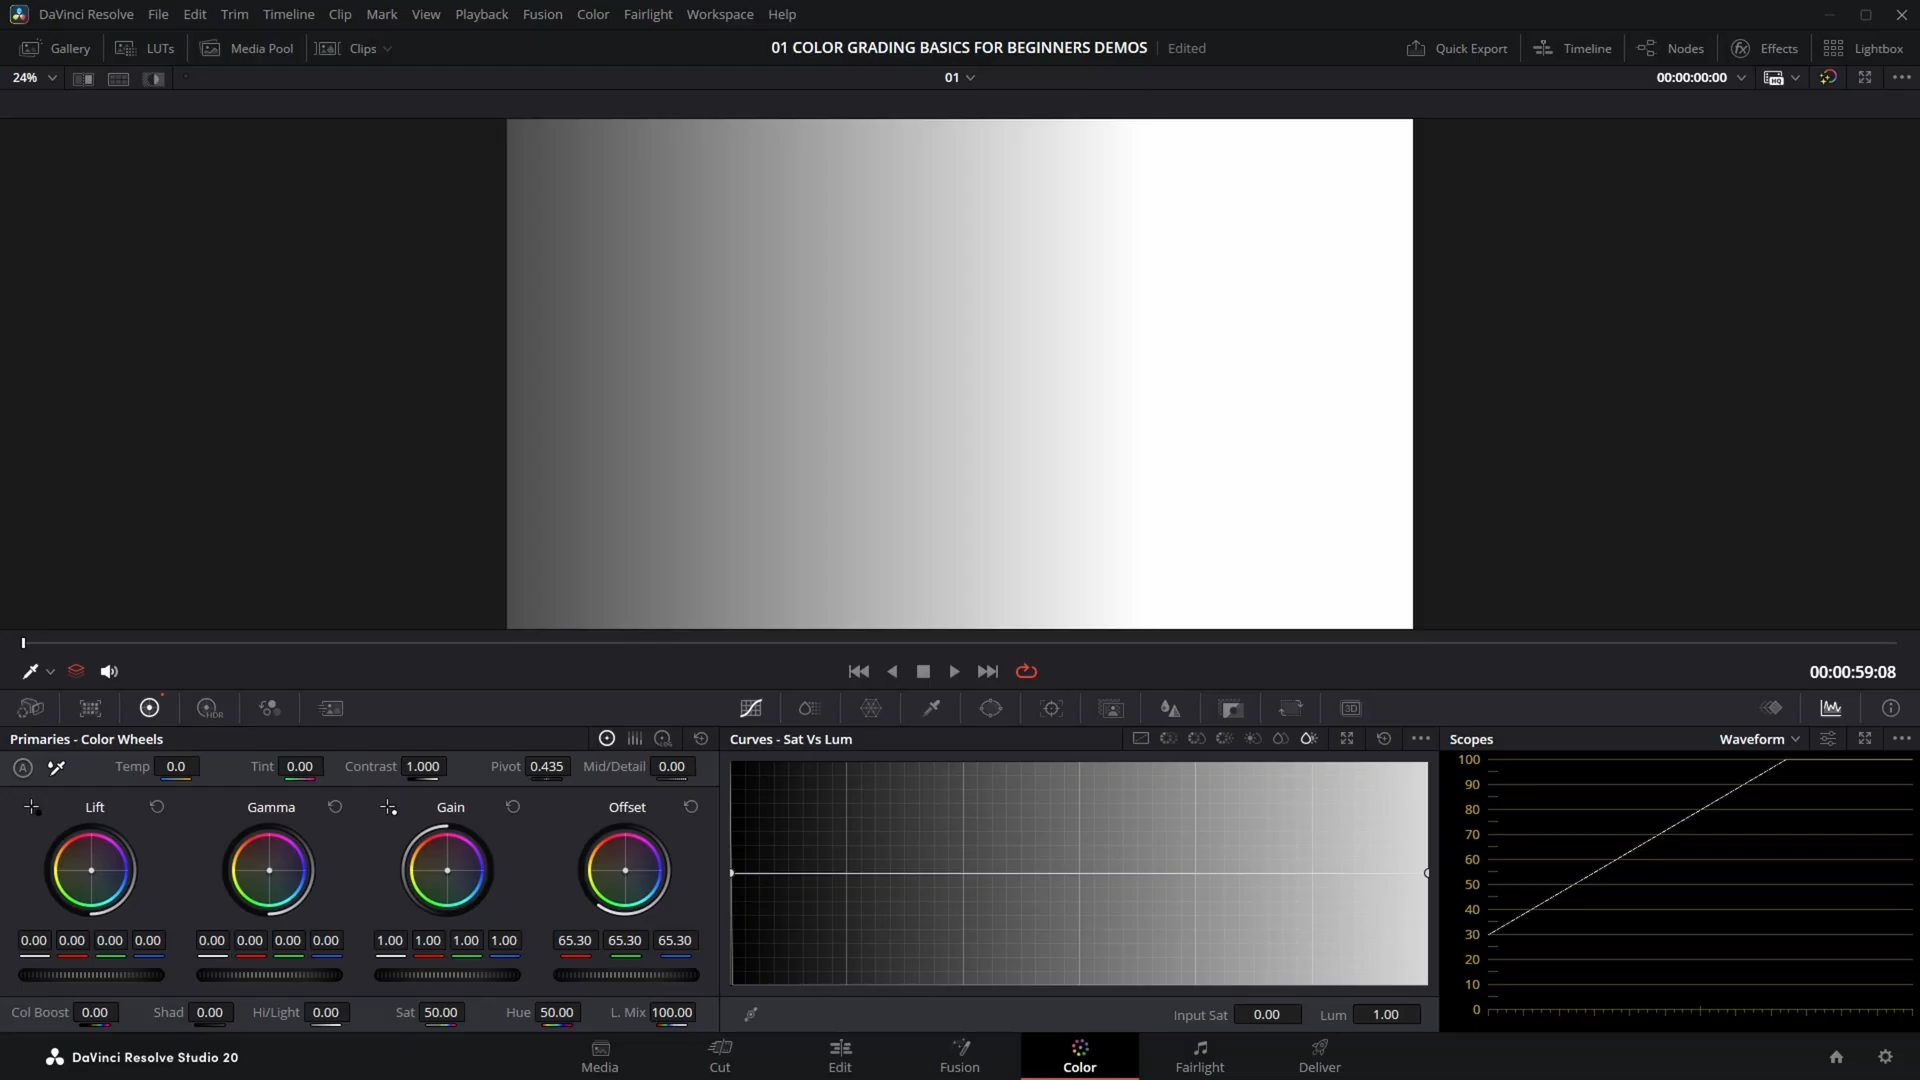 DaVinci Resolve File Edit Trim Timeline Clip Mark View Playback Fusion Color Fairlight Workspace Help
Gallery LUTs Media Pool Clips 01 COLOR GRADING BASICS FOR BEGINNERS DEMOS Edited Quick Export Timeline Nodes Effects Lightbox
24% 01 00:00:00:00 HQ
00:00:59:08
HDR 3D
Primaries - Color Wheels Curves - Sat Vs Lum Scopes Waveform
A Temp 0.0 Tint 0.00 Contrast 1.000 Pivot 0.435 Mid/Detail 0.00
Lift Gamma Gain Offset
0.00 0.00 0.00 0.00 0.00 0.00 0.00 0.00 1.00 1.00 1.00 1.00 65.30 65.30 65.30
Col Boost 0.00 Shad 0.00 Hi/Light 0.00 Sat 50.00 Hue 50.00 L. Mix 100.00
Input Sat 0.00 Lum 1.00
100
90
80
70
60
50
40
30
20
10
0
DaVinci Resolve Studio 20 Media Cut Edit Fusion Color Fairlight Deliver